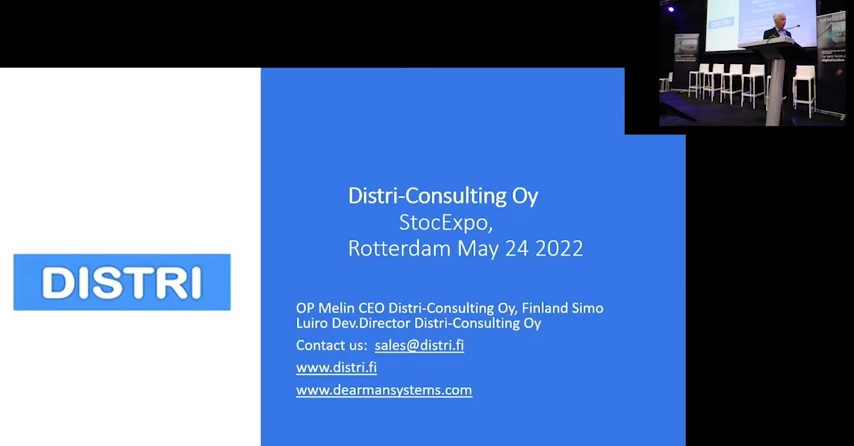 DISTRI
Distri-Consulting Oy
StocExpo,
Rotterdam May 24 2022
OP Melin CEO Distri-Consulting Oy, Finland Simo
Luiro Dev.Director Distri-Consulting Oy
Contact us: sales@distri.fi
www.distri.fi
www.dearmansystems.com